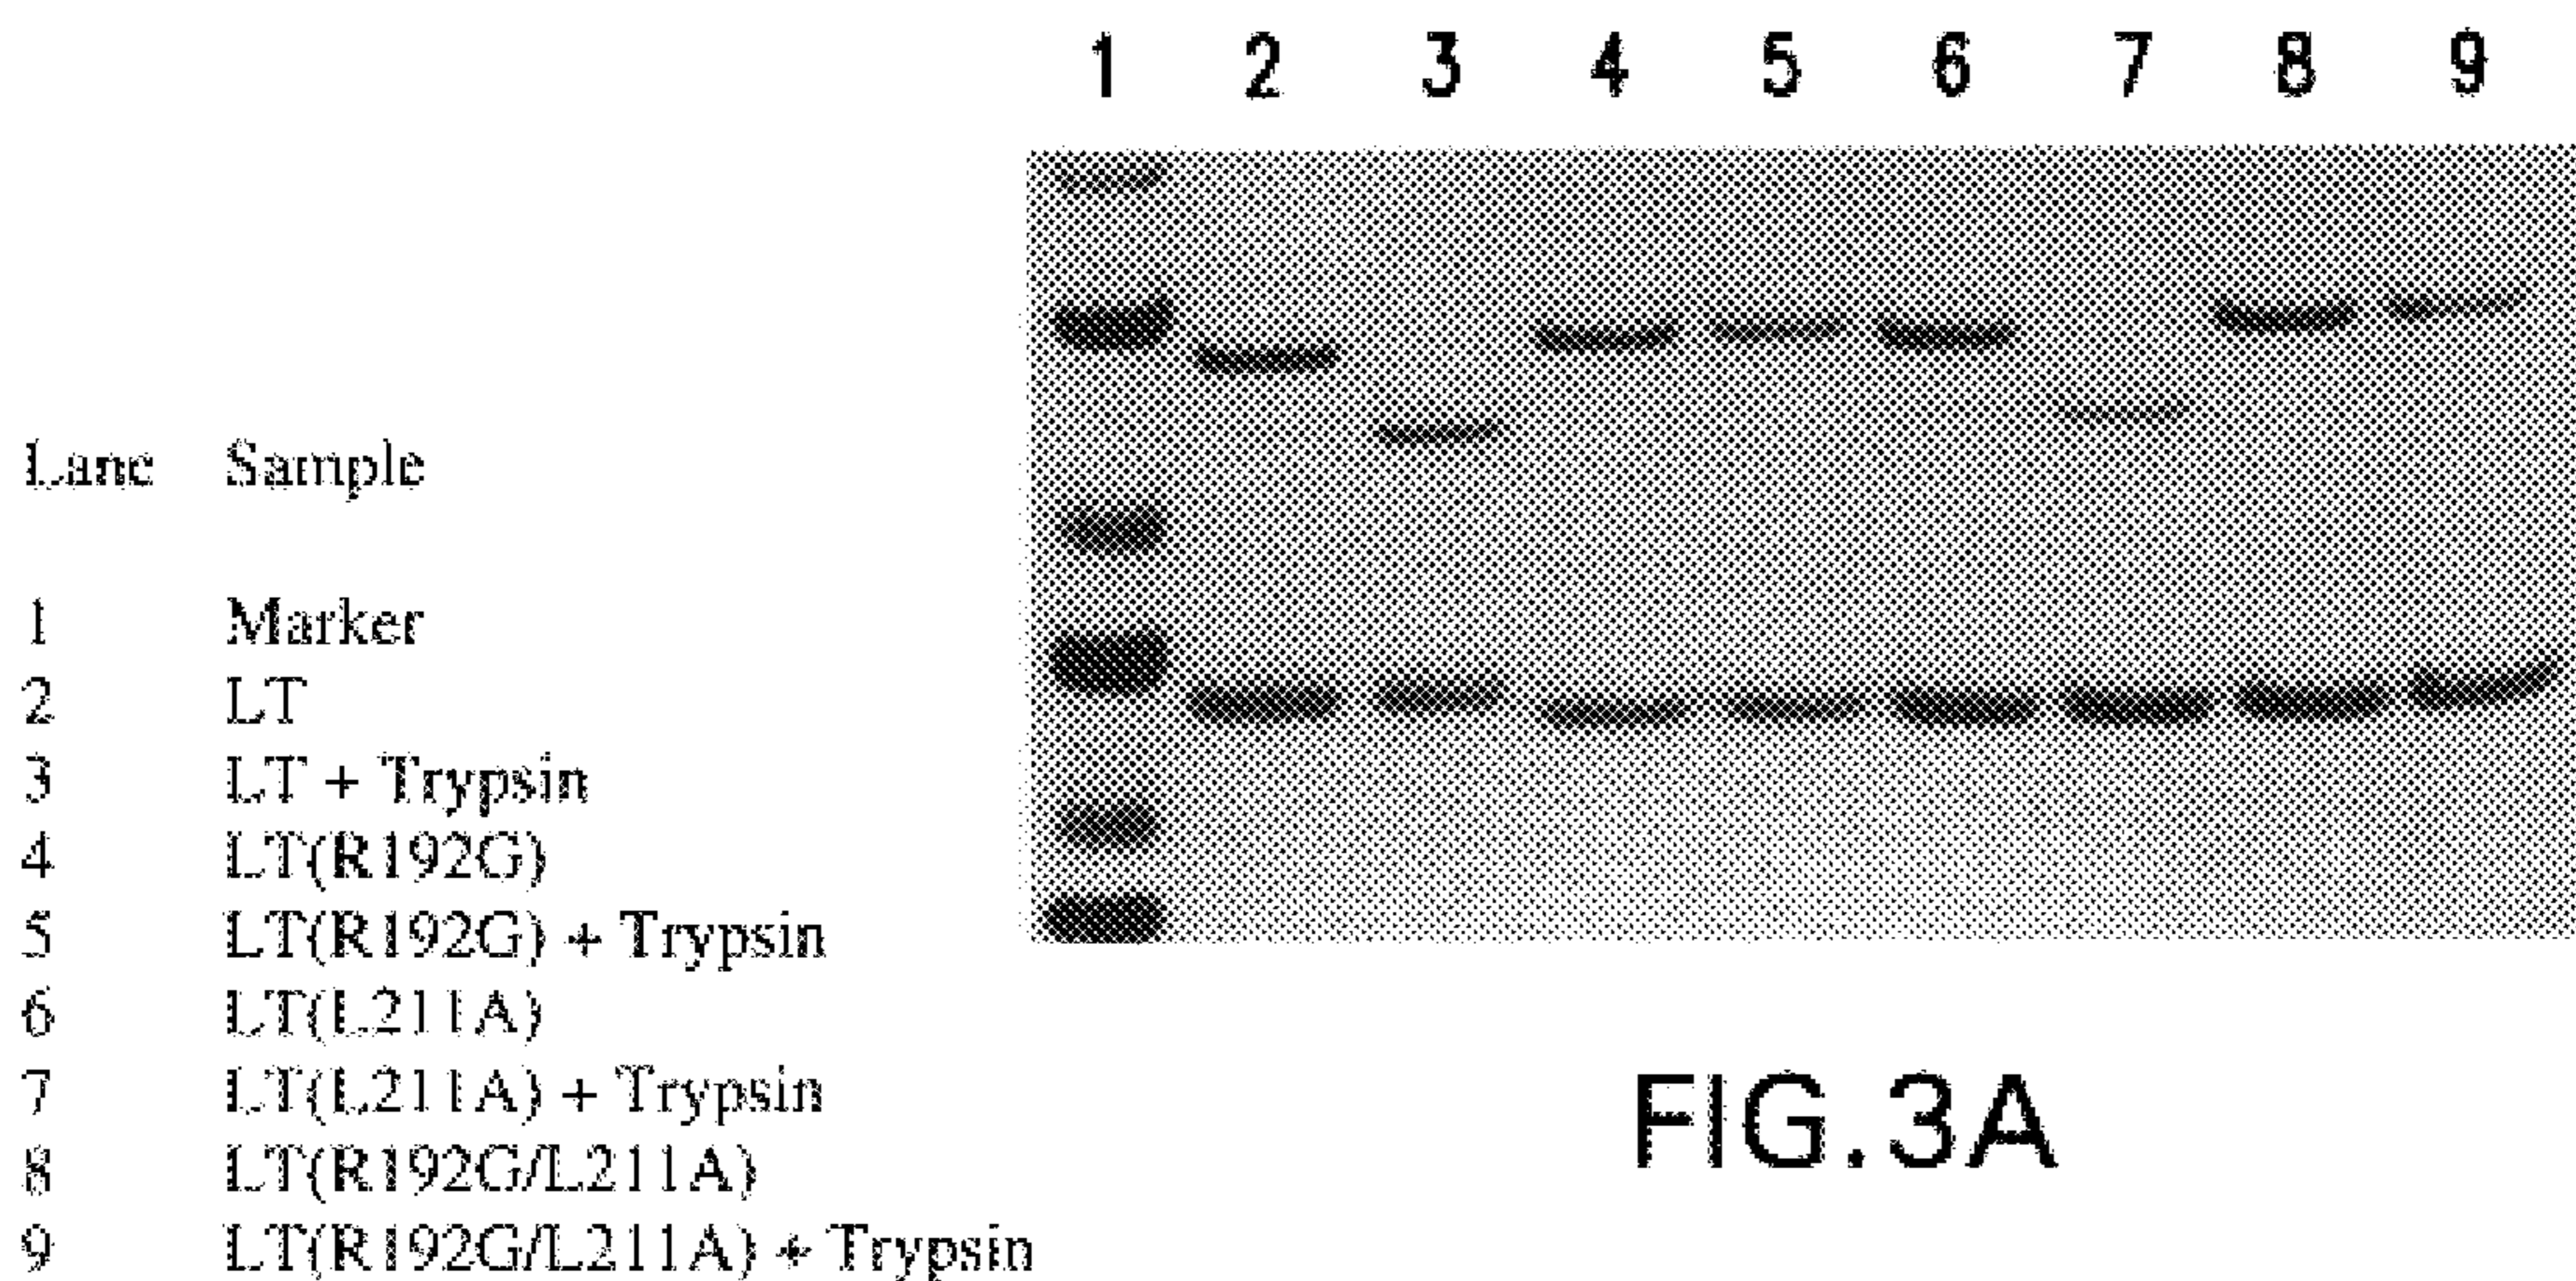 1 2 3 4 5 6 7 8 9
Lane Sample
1 Marker
2 LT
3 LT + Trypsin
4 LT(R192G)
5 LT(R192G) + Trypsin
6 LT(L211A)
7 LT(L211A) + Trypsin
8 LT(R192G/L211A)
9 LT(R192G/L211A) + Trypsin
FIG.3A